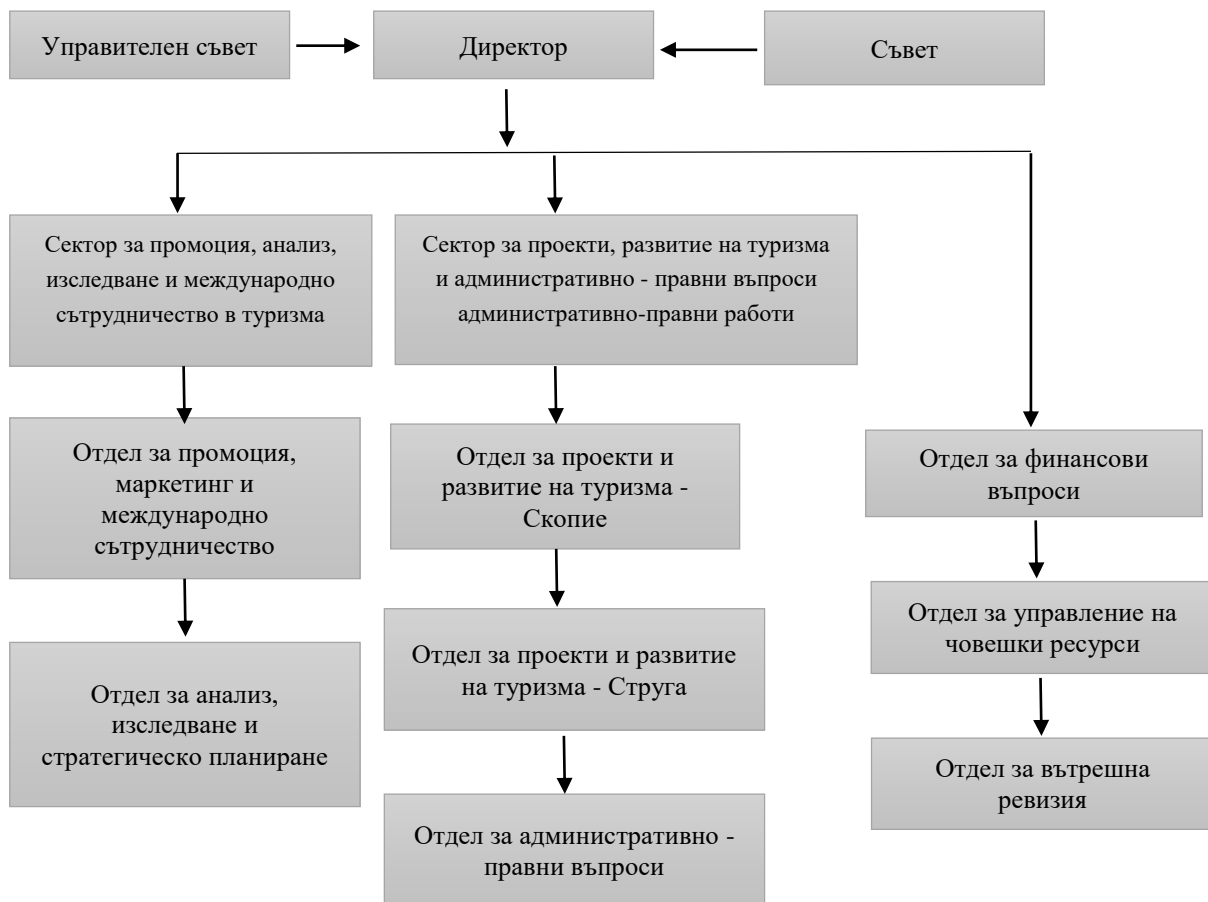 Управителен съвет
Директор
Съвет
Сектор за промоция, анализ,
изследване и международно
сътрудничество в туризма
Сектор за проекти, развитие на туризма
и административно - правни въпроси
административно-правни работи
Отдел за промоция,
маркетинг и
международно
сътрудничество
Отдел за проекти и
развитие на туризма -
Скопие
Отдел за финансови
въпроси
Отдел за управление на
човешки ресурси
Отдел за проекти и развитие
на туризма - Струга
Отдел за анализ,
изследване и
стратегическо планиране
Отдел за вътрешна
ревизия
Отдел за административно -
правни въпроси